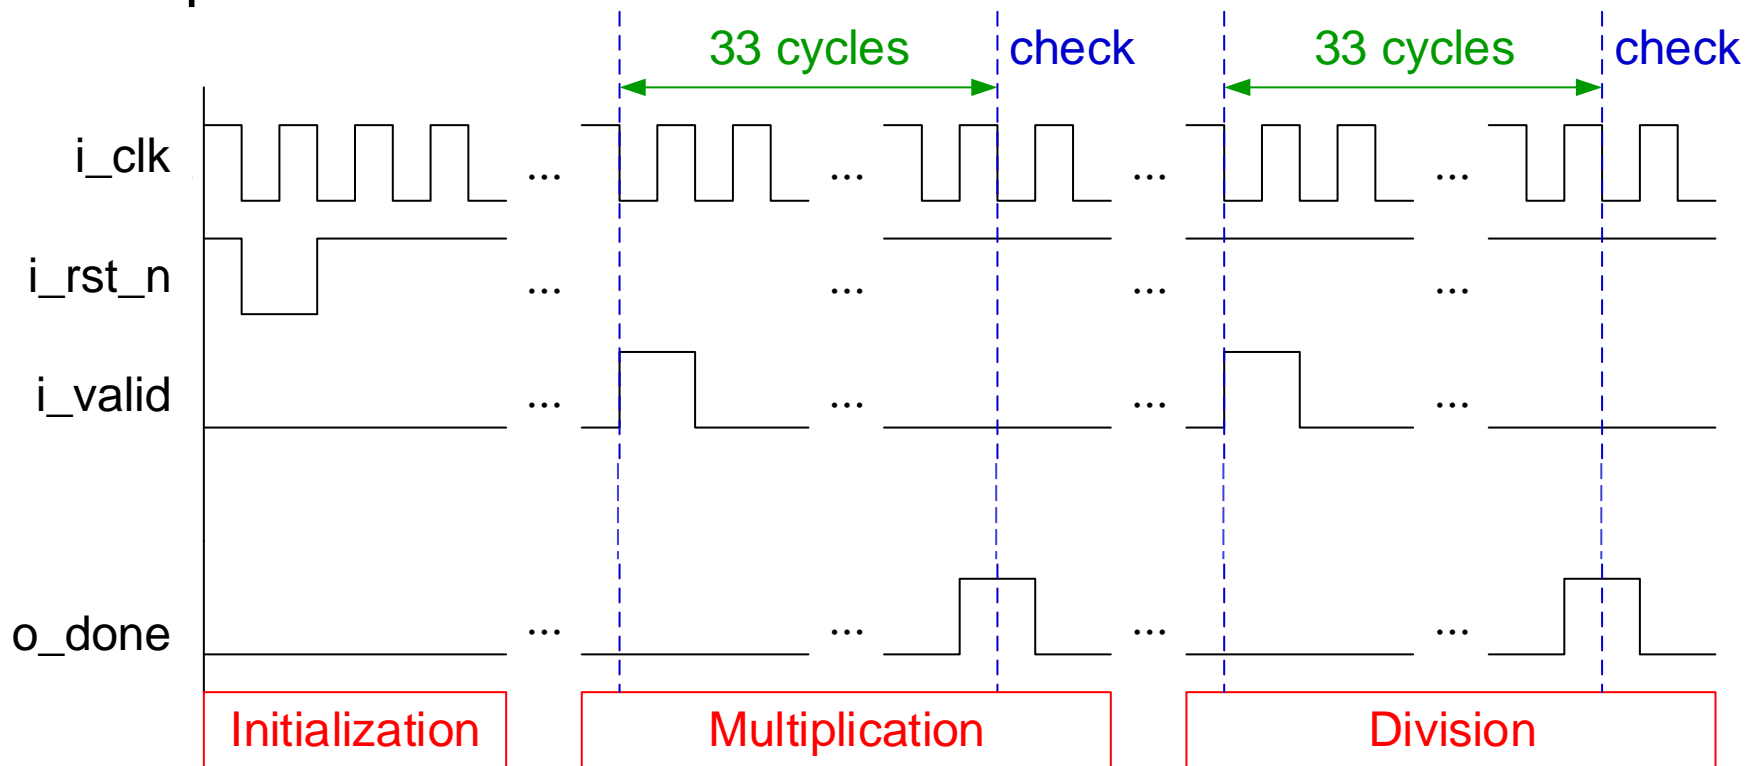 33 cycles check 33 cycles check
i_clk ... ... ... ...
i_rst_n ... ... ... ...
i_valid ... ... ... ...
o_done ... ... ... ...
Initialization Multiplication Division